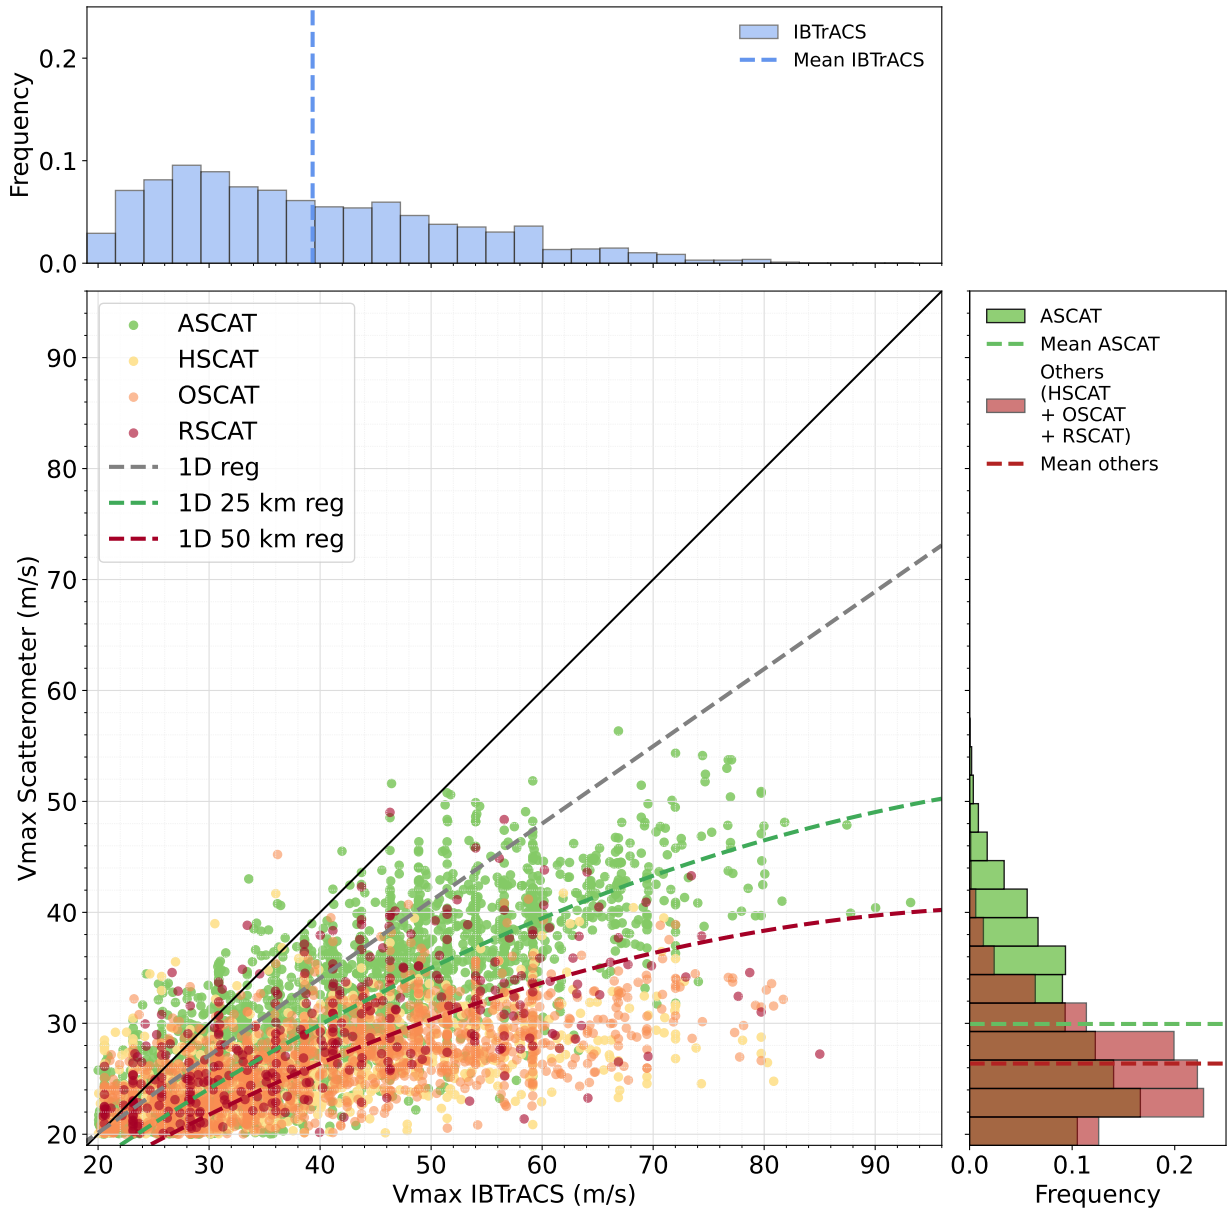 IBTrACS
Mean IBTrACS
Frequency
0.2
0.1
0.0
ASCAT
HSCAT
OSCAT
RSCAT
1D reg
1D 25 km reg
1D 50 km reg
Vmax Scatterometer (m/s)
90
80
70
60
50
40
30
20
20 30 40 50 60 70 80 90
Vmax IBTrACS (m/s)
ASCAT
Mean ASCAT
Others
(HSCAT
+ OSCAT
+ RSCAT)
Mean others
0.0 0.1 0.2
Frequency